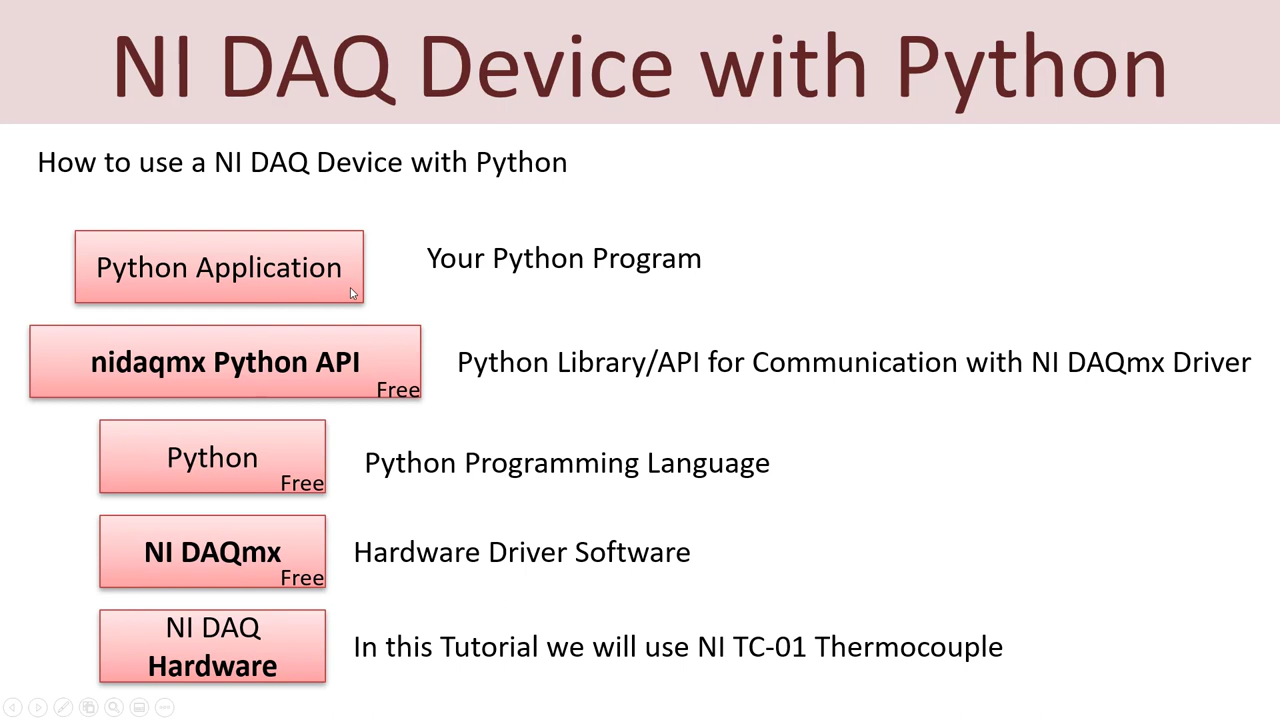 NI DAQ Device with Python
How to use a NI DAQ Device with Python
Python Application
Your Python Program
nidaqmx Python API
Free
Python Library/API for Communication with NI DAQmx Driver
Python
Free
Python Programming Language
NI DAQmx
Free
Hardware Driver Software
NI DAQ
Hardware
In this Tutorial we will use NI TC-01 Thermocouple